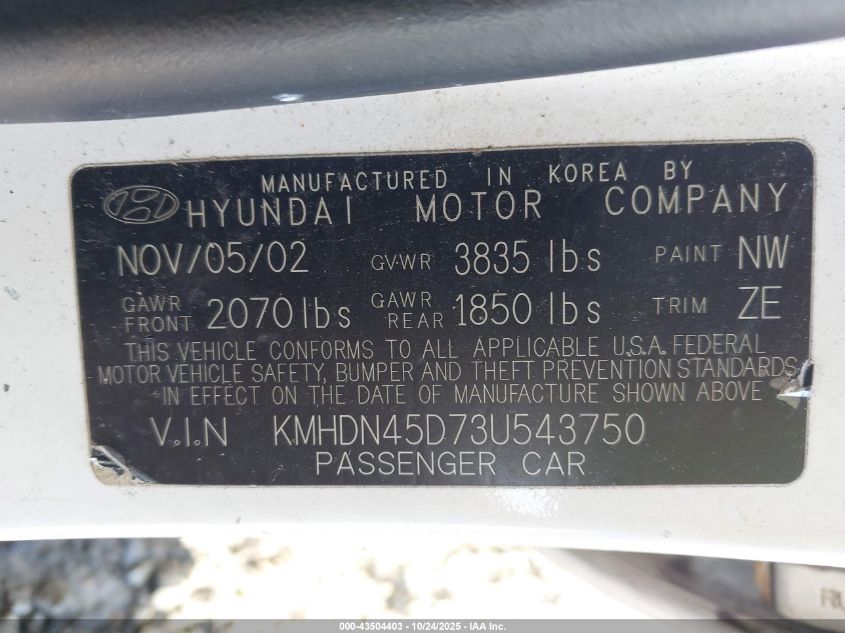 MANUFACTURED IN KOREA BY
HYUNDAI MOTOR COMPANY
NOV/05/02 GVWR 3835 lbs PAINT NW
GAWR FRONT 2070 lbs GAWR REAR 1850 lbs TRIM ZE
THIS VEHICLE CONFORMS TO ALL APPLICABLE U.S.A. FEDERAL
MOTOR VEHICLE SAFETY, BUMPER AND THEFT PREVENTION STANDARDS
IN EFFECT ON THE DATE OF MANUFACTURE SHOWN ABOVE
V.I.N KMHDN45D73U543750
PASSENGER CAR
000-43504403 - 10/24/2025 - IAA Inc.